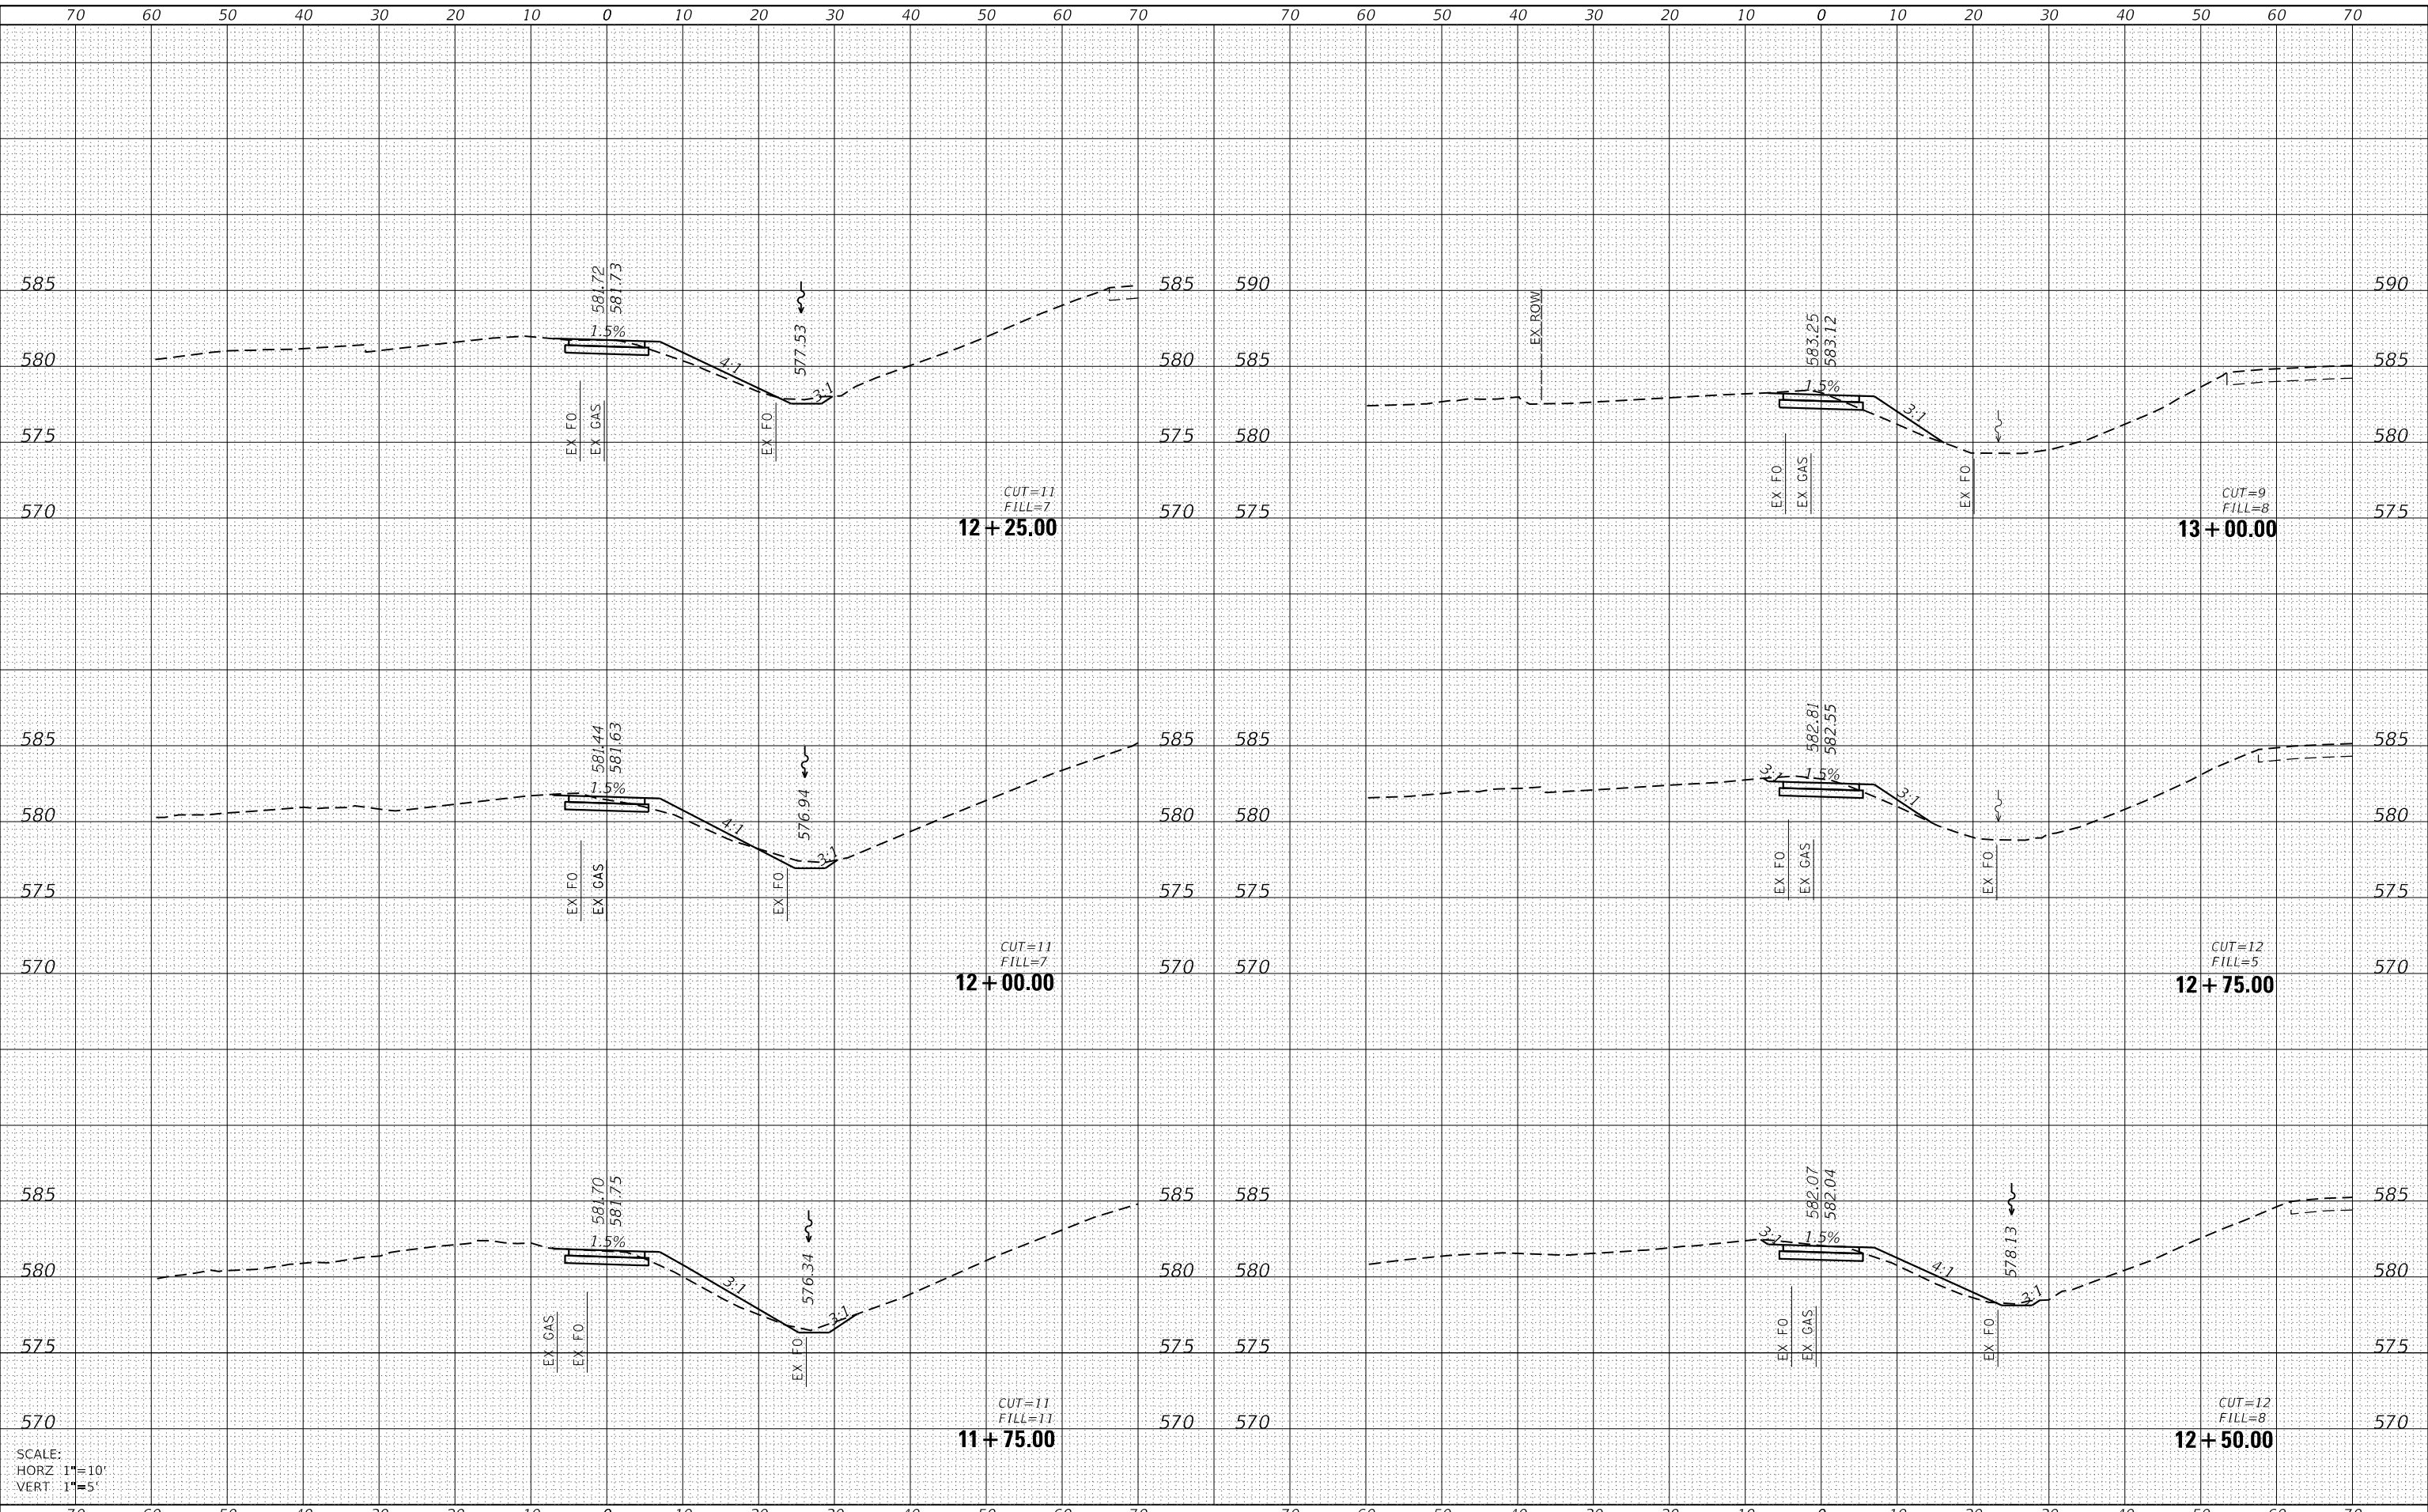 70 60 50 40 30 20 10 0 10 20 30 40 50 60 70 70 60 50 40 30 20 10 0 10 20 30 40 50 60 70
581.72
581.73
1.5%
4:1
577.53
3:1
585 585
580 580
575 575
570 570
EX FO
EX GAS
EX FO
CUT=11
FILL=7
12+25.00
EX ROW
583.25
583.12
1.5%
3:1
590 590
585 585
580 580
575 575
EX FO
EX GAS
EX FO
CUT=9
FILL=8
13+00.00
581.44
581.63
1.5%
4:1
576.94
3:1
585 585
580 580
575 575
570 570
EX FO
EX GAS
EX FO
CUT=11
FILL=7
12+00.00
582.81
582.55
3:1
1.5%
3:1
585 585
580 580
575 575
570 570
EX FO
EX GAS
EX FO
CUT=12
FILL=5
12+75.00
581.70
581.75
1.5%
3:1
576.34
3:1
585 585
580 580
575 575
570 570
EX GAS
EX FO
EX FO
CUT=11
FILL=11
11+75.00
582.07
582.04
3:1
1.5%
4:1
578.13
3:1
585 585
580 580
575 575
570 570
EX FO
EX GAS
EX FO
CUT=12
FILL=8
12+50.00
SCALE:
HORZ 1"=10'
VERT 1"=5'